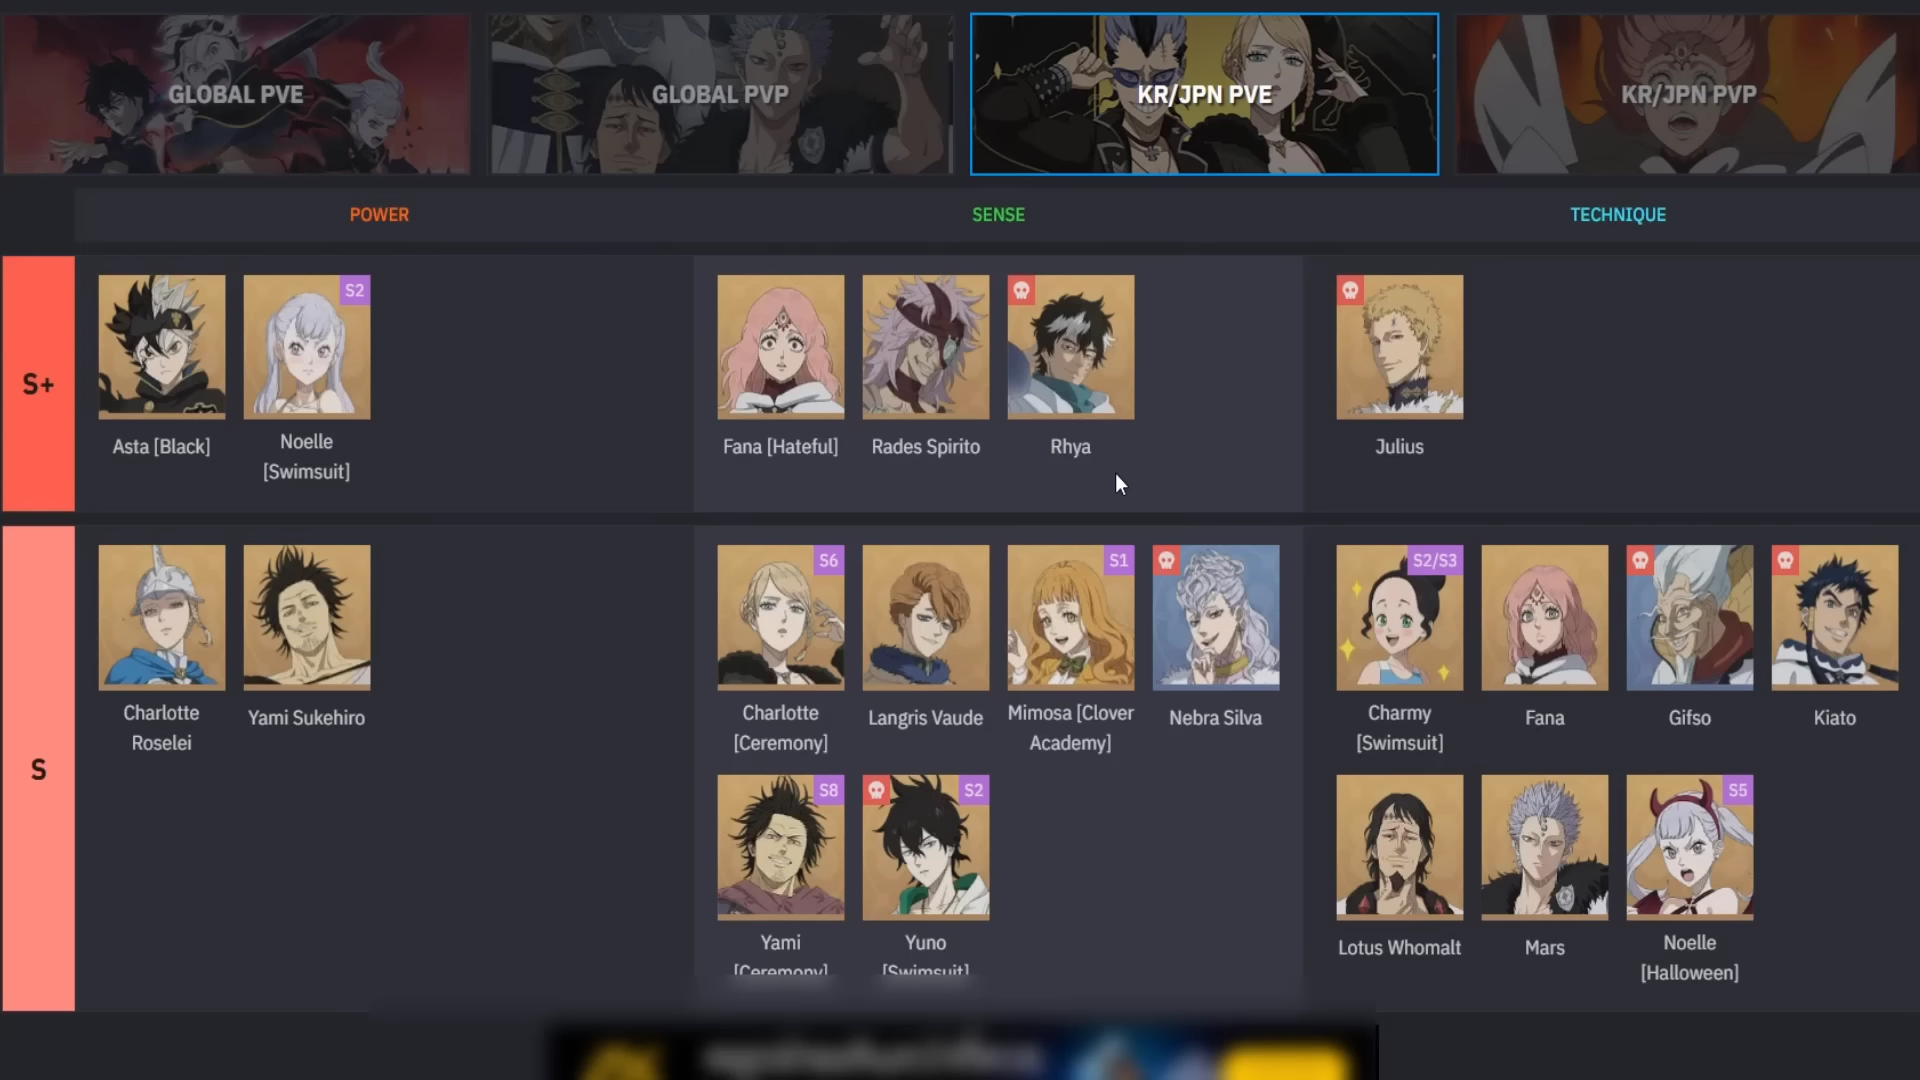 GLOBAL PVE
GLOBAL PVP
KR/JPN PVE
KR/JPN PVP
POWER
SENSE
TECHNIQUE
S+
Asta [Black]
S2
Noelle
[Swimsuit]
Fana [Hateful]
Rades Spirito
Rhya
Julius
S
Charlotte
Roselei
Yami Sukehiro
S6
Charlotte
[Ceremony]
Langris Vaude
S1
Mimosa [Clover
Academy]
Nebra Silva
S2/S3
Charmy
[Swimsuit]
Fana
Gifso
Kiato
S8
Yami
[Ceremony]
S2
Yuno
[Swimsuit]
Lotus Whomalt
Mars
S5
Noelle
[Halloween]